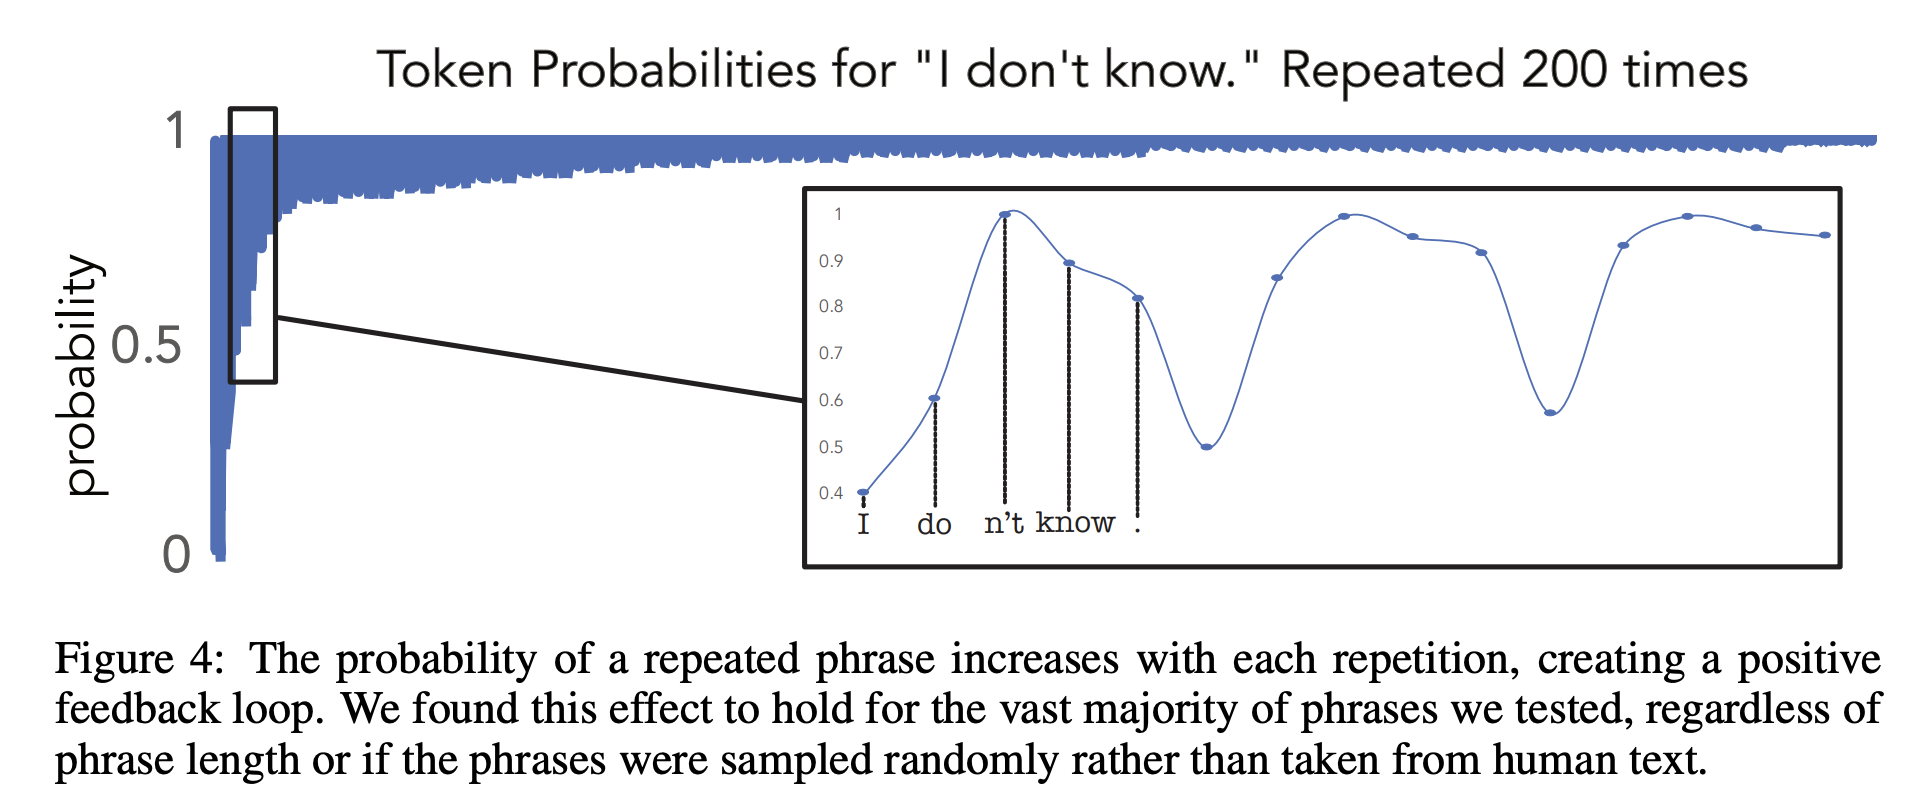 Token Probabilities for "I don't know." Repeated 200 times
1
0.5
0
probability
1
0.9
0.8
0.7
0.6
0.5
0.4
I do n't know .
Figure 4: The probability of a repeated phrase increases with each repetition, creating a positive
feedback loop. We found this effect to hold for the vast majority of phrases we tested, regardless of
phrase length or if the phrases were sampled randomly rather than taken from human text.